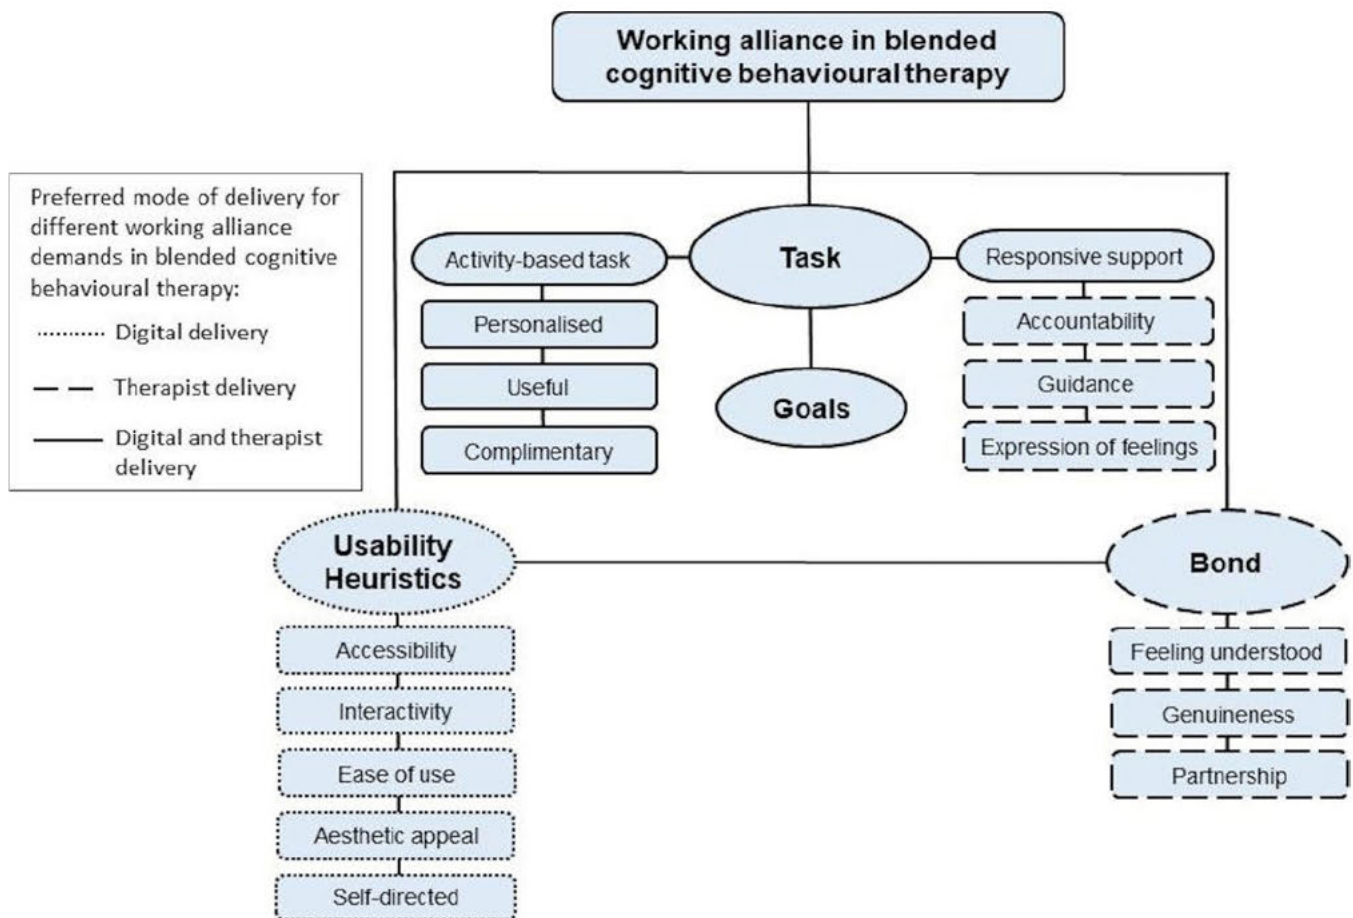 Working alliance in blended
cognitive behavioural therapy
Preferred mode of delivery for
different working alliance
demands in blended cognitive
behavioural therapy:
Digital delivery
Therapist delivery
Digital and therapist
delivery
Activity-based task
Personalised
Useful
Complimentary
Task
Goals
Responsive support
Accountability
Guidance
Expression of feelings
Usability
Heuristics
Accessibility
Interactivity
Ease of use
Aesthetic appeal
Self-directed
Bond
Feeling understood
Genuineness
Partnership